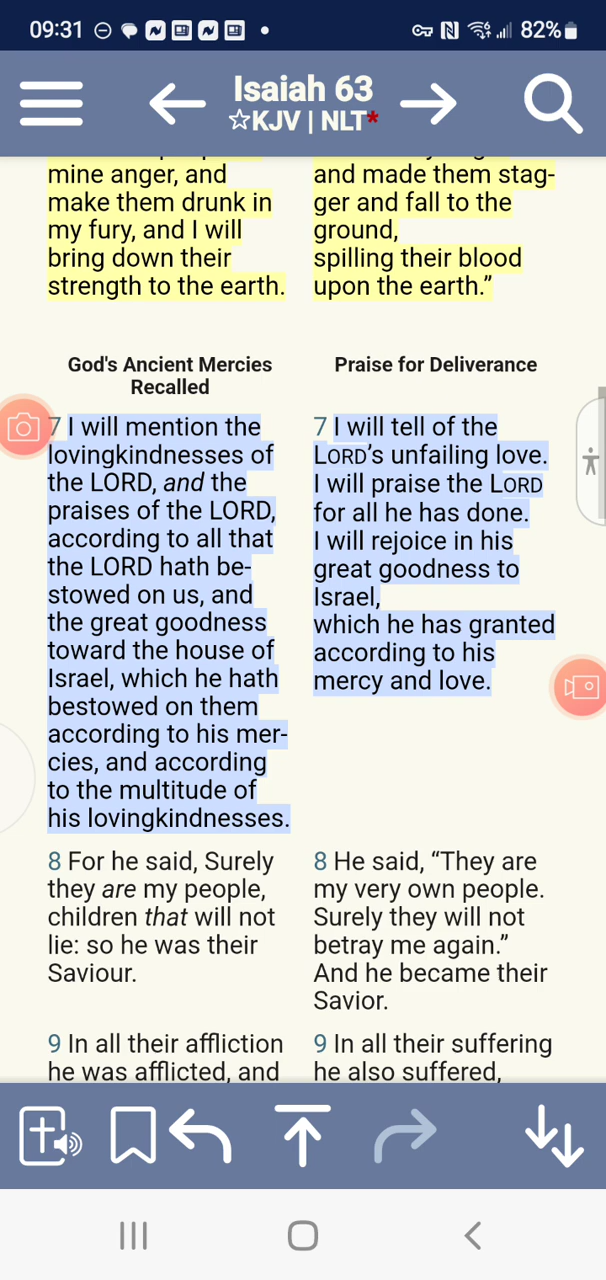 09:31
82%
Isaiah 63
☆KJV | NLT*
mine anger, and
make them drunk in
my fury, and I will
bring down their
strength to the earth.
and made them stag-
ger and fall to the
ground,
spilling their blood
upon the earth.”
God's Ancient Mercies
Recalled
7 I will mention the
lovingkindnesses of
the LORD, and the
praises of the LORD,
according to all that
the LORD hath be-
stowed on us, and
the great goodness
toward the house of
Israel, which he hath
bestowed on them
according to his mer-
cies, and according
to the multitude of
his lovingkindnesses.
Praise for Deliverance
7 I will tell of the
LORD’s unfailing love.
I will praise the LORD
for all he has done.
I will rejoice in his
great goodness to
Israel,
which he has granted
according to his
mercy and love.
8 For he said, Surely
they are my people,
children that will not
lie: so he was their
Saviour.
8 He said, “They are
my very own people.
Surely they will not
betray me again.”
And he became their
Savior.
9 In all their affliction
he was afflicted, and
9 In all their suffering
he also suffered,